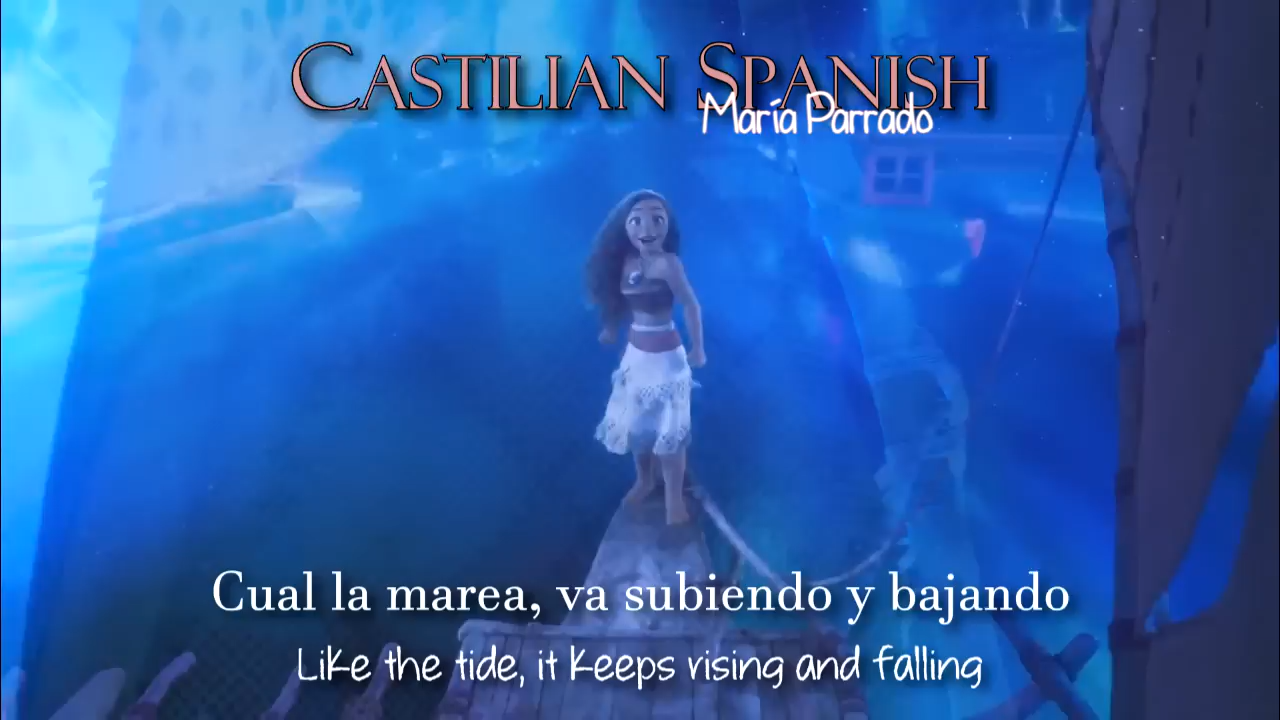 CASTILIAN SPANISH
María Parrado
Cual la marea, va subiendo y bajando
Like the tide, it keeps rising and falling